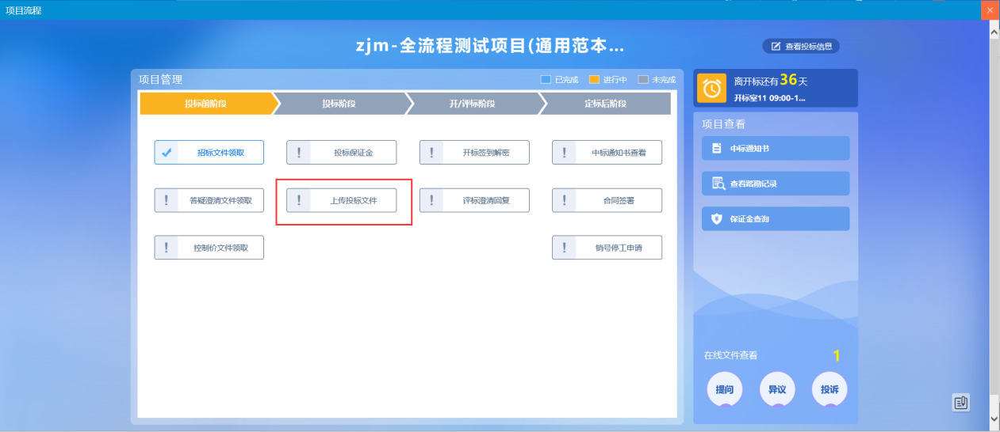 项目流程
zjm-全流程测试项目(通用范本...
查看投标信息
项目管理
已完成 进行中 未完成
投标前阶段 投标阶段 开/评标阶段 定标后阶段
招标文件领取 投标保证金 开标签到解密 中标通知书查看
答疑澄清文件领取 上传投标文件 评标澄清回复 合同签署
控制价文件领取 销号停工申请
离开标还有36天
开标室11 09:00-1...
项目查看
中标通知书
查看踏勘记录
保证金查询
在线文件查看 1
提问 异议 投诉